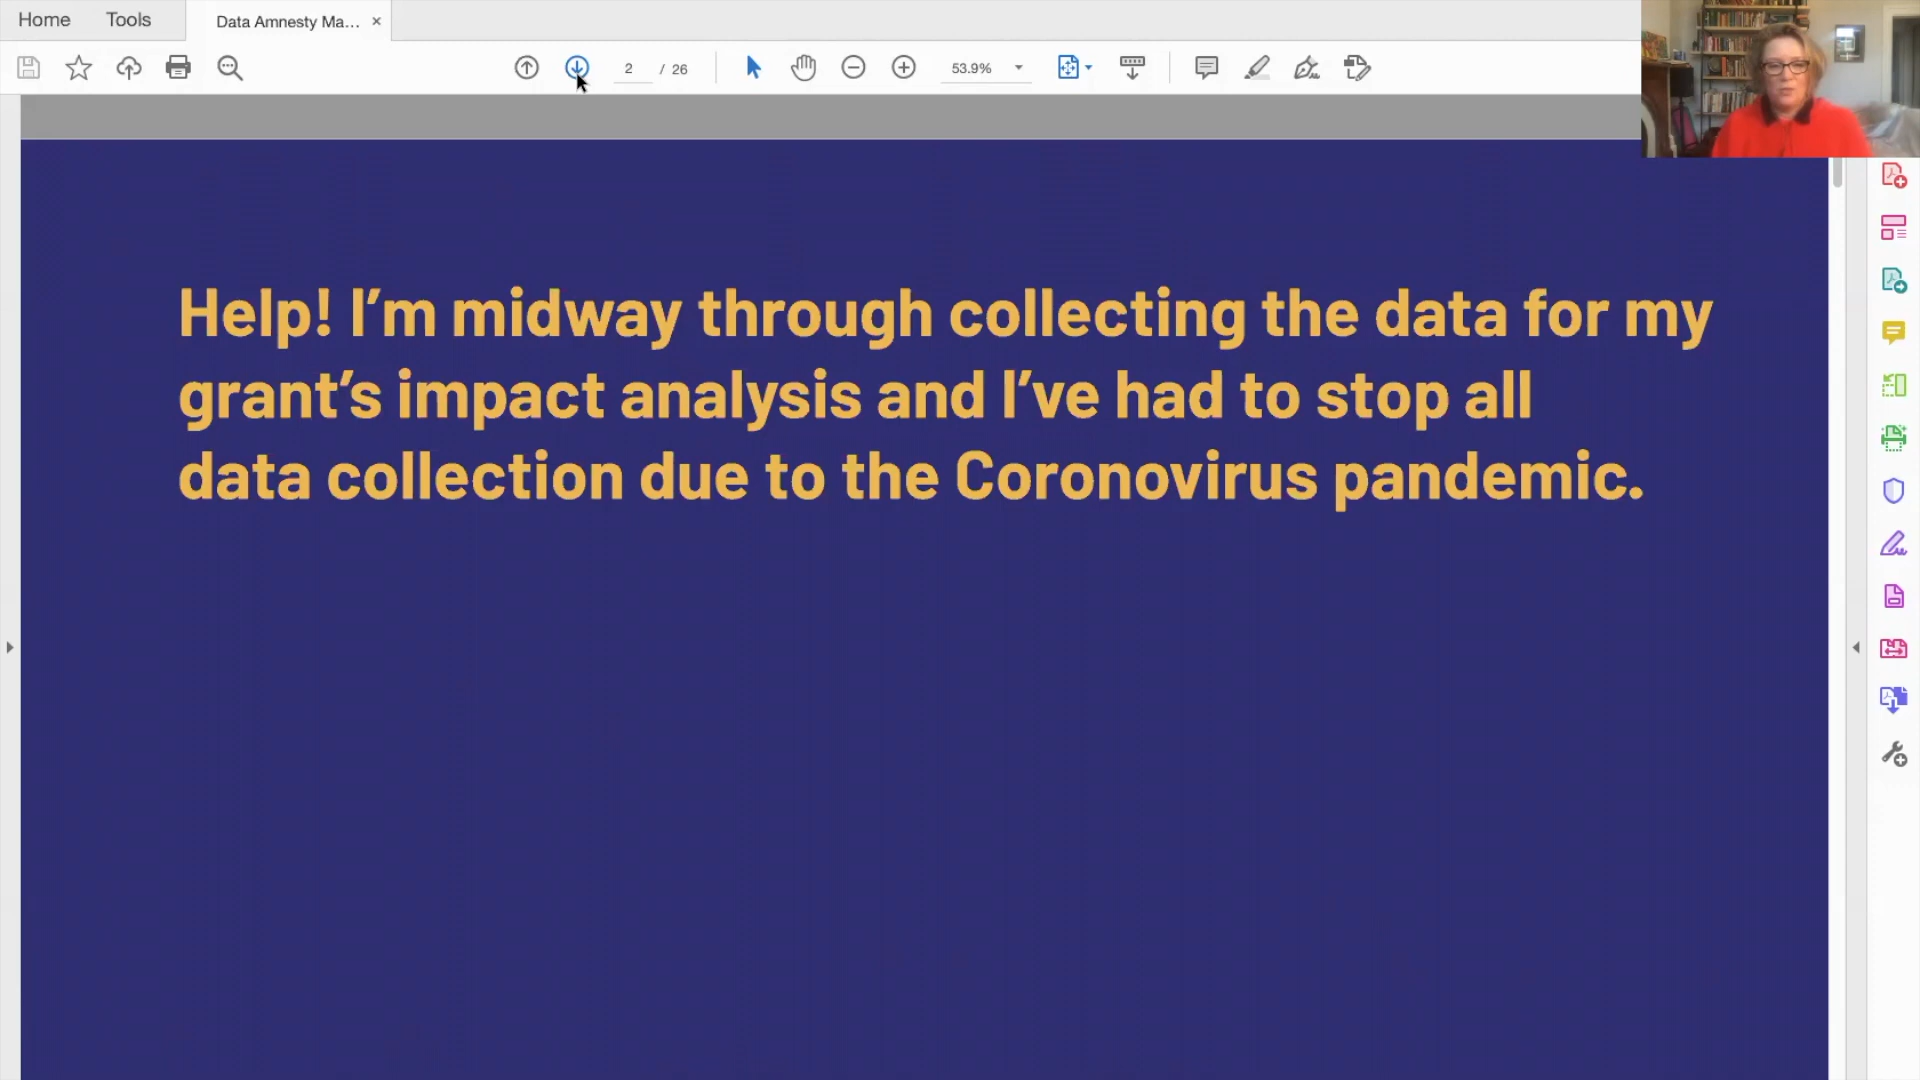 Home Tools Data Amnesty Ma... ×
2 / 26 53.9%
Help! I’m midway through collecting the data for my
grant’s impact analysis and I’ve had to stop all
data collection due to the Coronovirus pandemic.